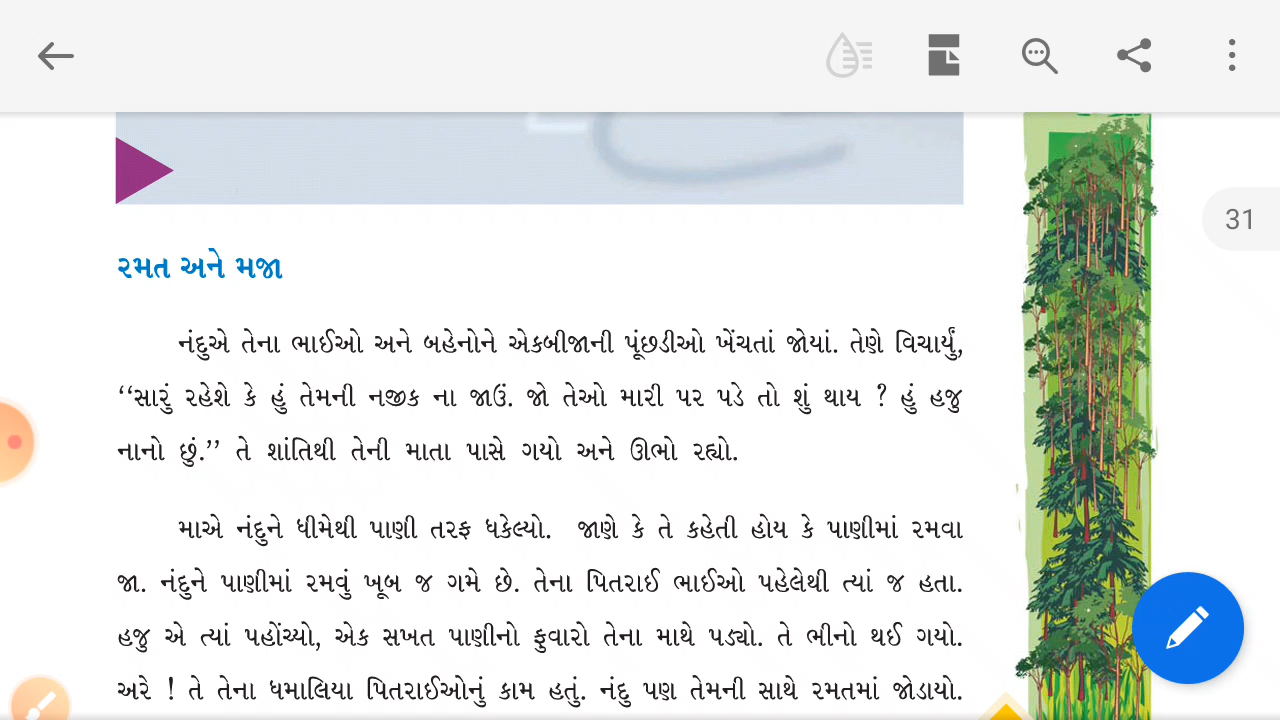 31
રમત અને મજા
નંદુએ તેના ભાઈઓ અને બહેનોને એકબીજાની પૂંછડીઓ ખેંચતાં જોયાં. તેણે વિચાર્યું,
‘‘સારું રહેશે કે હું તેમની નજીક ના જાઉં. જો તેઓ મારી પર પડે તો શું થાય ? હું હજુ
નાનો છું.’’ તે શાંતિથી તેની માતા પાસે ગયો અને ઊભો રહ્યો.
માએ નંદુને ધીમેથી પાણી તરફ ધકેલ્યો. જાણે કે તે કહેતી હોય કે પાણીમાં રમવા
જા. નંદુને પાણીમાં રમવું ખૂબ જ ગમે છે. તેના પિતરાઈ ભાઈઓ પહેલેથી ત્યાં જ હતા.
હજુ એ ત્યાં પહોંચ્યો, એક સખત પાણીનો ફુવારો તેના માથે પડ્યો. તે ભીનો થઈ ગયો.
અરે ! તે તેના ધમાલિયા પિતરાઈઓનું કામ હતું. નંદુ પણ તેમની સાથે રમતમાં જોડાયો.